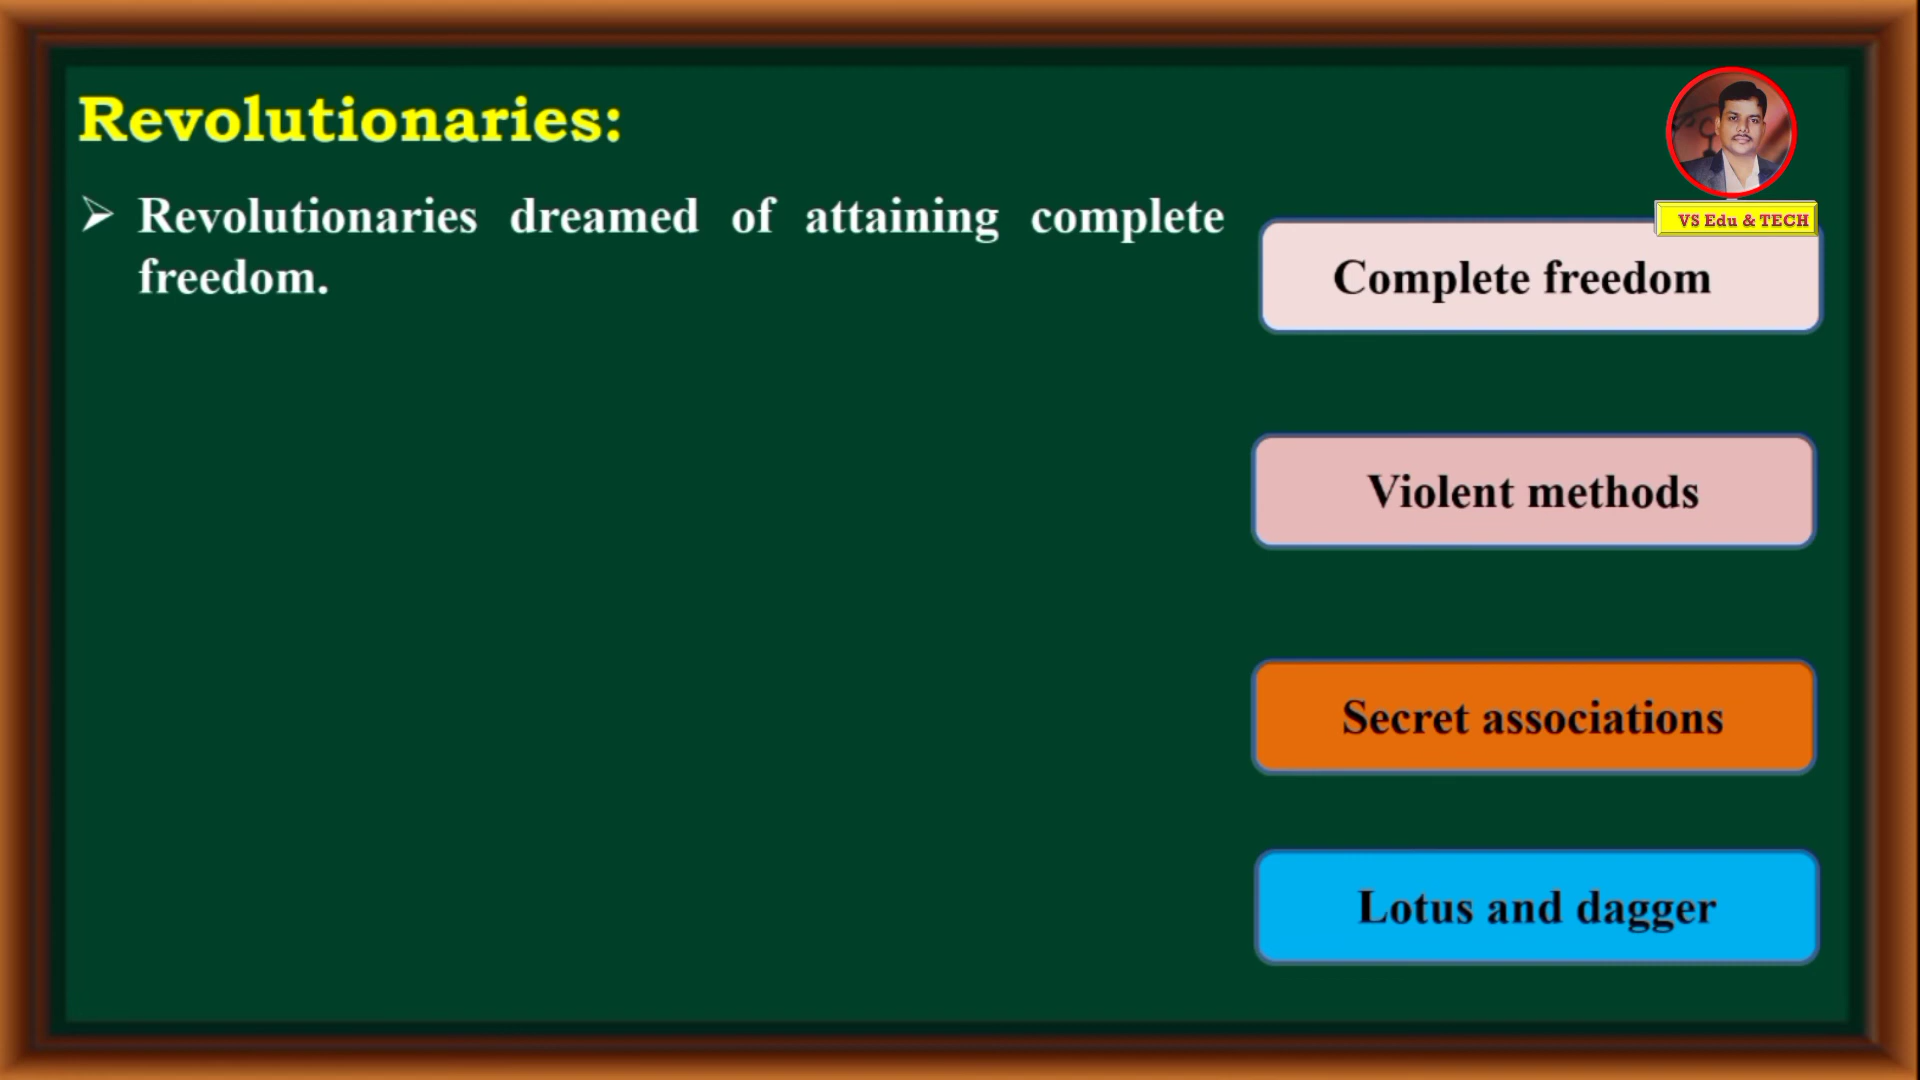 Revolutionaries:
➢ Revolutionaries dreamed of attaining complete
freedom.
VS Edu & TECH
Complete freedom
Violent methods
Secret associations
Lotus and dagger